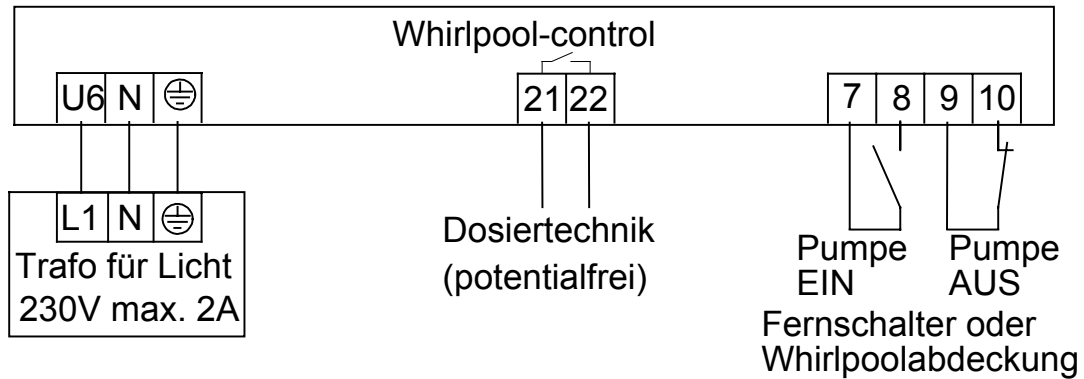 Whirlpool-control
U6 N
21 22
7 8 9 10
L1 N
Trafo für Licht
230V max. 2A
Dosiertechnik
(potentialfrei)
Pumpe
EIN
Pumpe
AUS
Fernschalter oder
Whirlpoolabdeckung